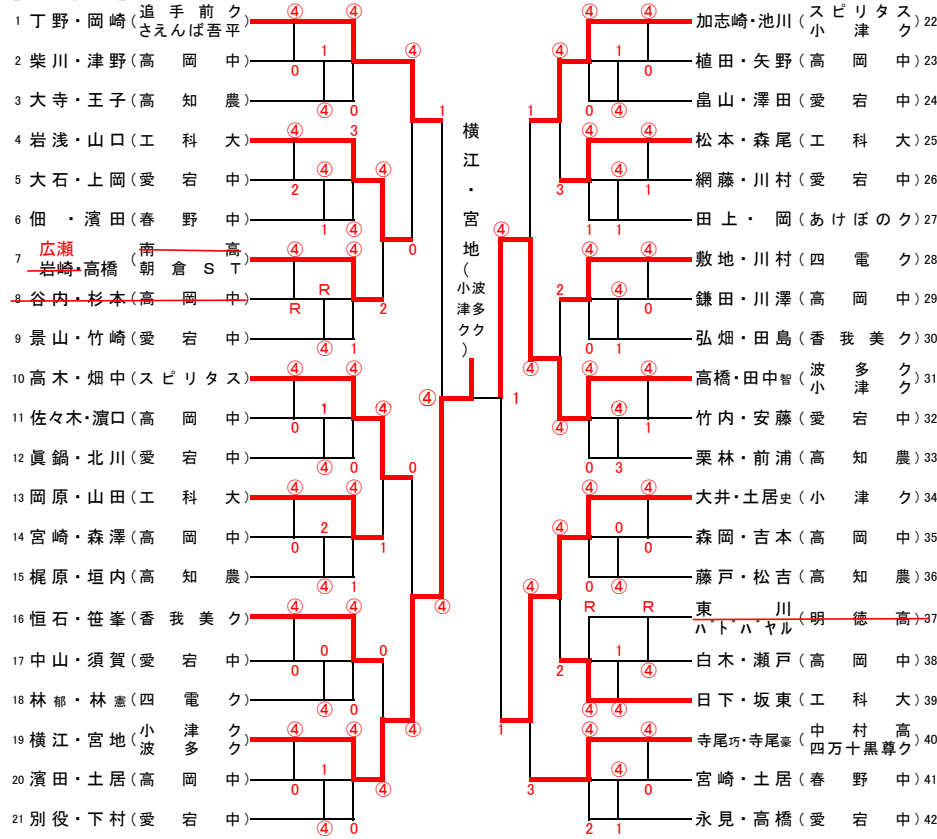 1 丁野・岡崎 (追手前ク さえんば吾平)
2 柴川・津野 (高岡中)
3 大寺・王子 (高知農)
4 岩浅・山口 (工科大)
5 大石・上岡 (愛宕中)
6 佃・濱田 (春野中)
7 広瀬 岩崎・高橋 (南高 朝倉ST)
8 谷内・杉本 (高岡中)
9 景山・竹崎 (愛宕中)
10 高木・畑中 (スピリタス)
11 佐々木・濵口 (高岡中)
12 眞鍋・北川 (愛宕中)
13 岡原・山田 (工科大)
14 宮崎・森澤 (高岡中)
15 梶原・垣内 (高知農)
16 恒石・笹峯 (香我美ク)
17 中山・須賀 (愛宕中)
18 林郁・林憲 (四電ク)
19 横江・宮地 (小津ク 波多ク)
20 濱田・土居 (高岡中)
21 別役・下村 (愛宕中)
横江・宮地 (小津ク 波多ク)
加志崎・池川 (スピリタス 小津ク) 22
植田・矢野 (高岡中) 23
畠山・澤田 (愛宕中) 24
松本・森尾 (工科大) 25
網藤・川村 (愛宕中) 26
田上・岡 (あけぼのク) 27
敷地・川村 (四電ク) 28
鎌田・川澤 (高岡中) 29
弘畑・田島 (香我美ク) 30
高橋・田中智 (波多ク 小津ク) 31
竹内・安藤 (愛宕中) 32
栗林・前浦 (高知農) 33
大井・土居史 (小津ク) 34
森岡・吉本 (高岡中) 35
藤戸・松吉 (高知農) 36
東川 バトバヤル (明徳高) 37
白木・瀬戸 (高岡中) 38
日下・坂東 (工科大) 39
寺尾巧・寺尾豪 (中村高 四万十黒尊ク) 40
宮崎・土居 (春野中) 41
永見・高橋 (愛宕中) 42